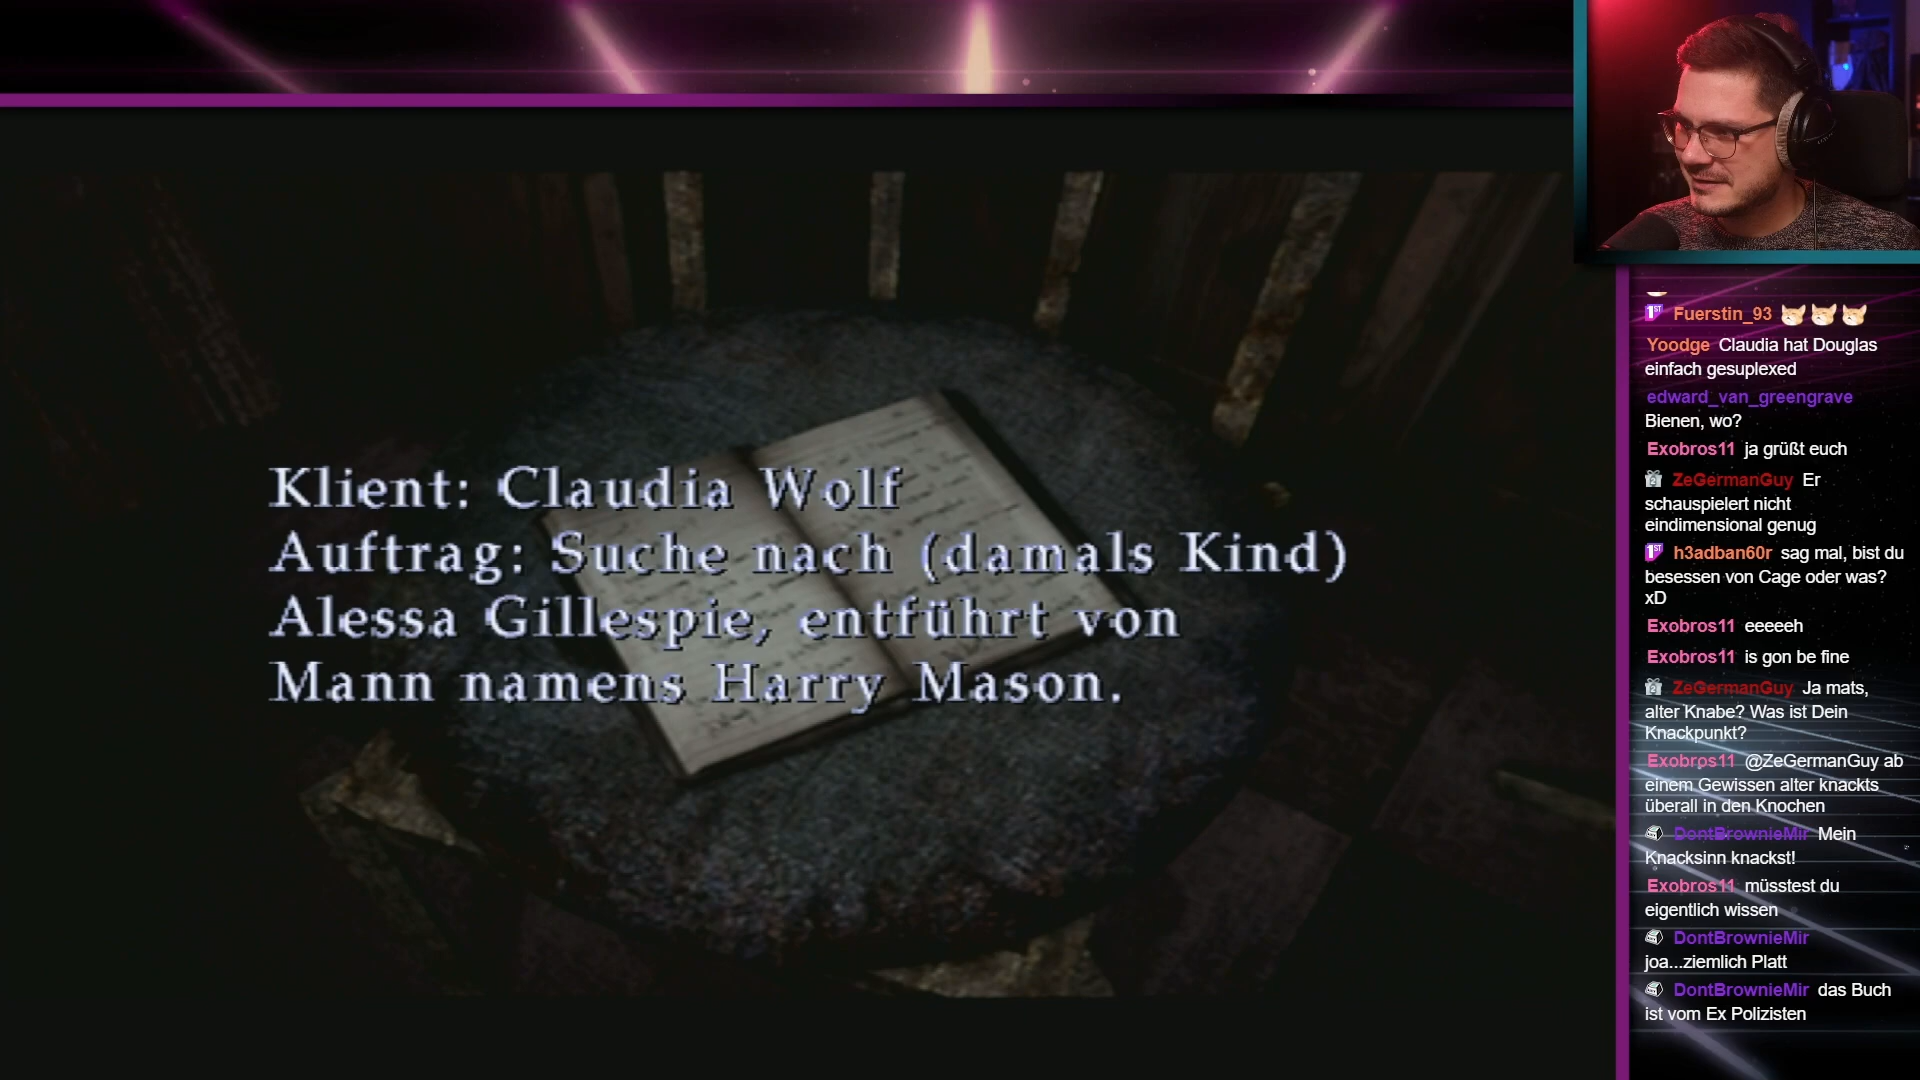 Klient: Claudia Wolf
Auftrag: Suche nach (damals Kind)
Alessa Gillespie, entführt von
Mann namens Harry Mason.
1ST Fuerstin_93
Yoodge Claudia hat Douglas
einfach gesuplexed
edward_van_greengrave
Bienen, wo?
Exobros11 ja grüßt euch
ZeGermanGuy Er
schauspielert nicht
eindimensional genug
1ST h3adban60r sag mal, bist du
besessen von Cage oder was?
xD
Exobros11 eeeeeh
Exobros11 is gon be fine
ZeGermanGuy Ja mats,
alter Knabe? Was ist Dein
Knackpunkt?
Exobros11 @ZeGermanGuy ab
einem Gewissen alter knackts
überall in den Knochen
DontBrownieMir Mein
Knacksinn knackst!
Exobros11 müsstest du
eigentlich wissen
DontBrownieMir
joa...ziemlich Platt
DontBrownieMir das Buch
ist vom Ex Polizisten